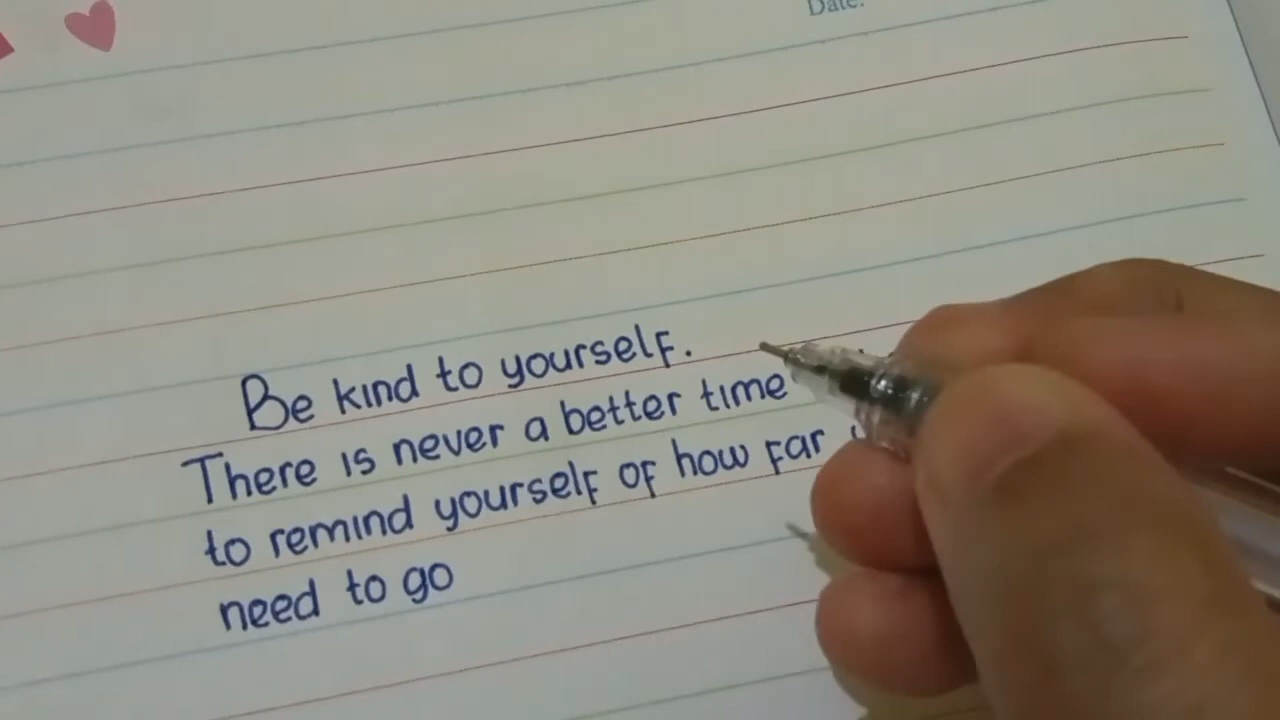 Date:
Be kind to yourself.
There is never a better time
to remind yourself of how far
need to go